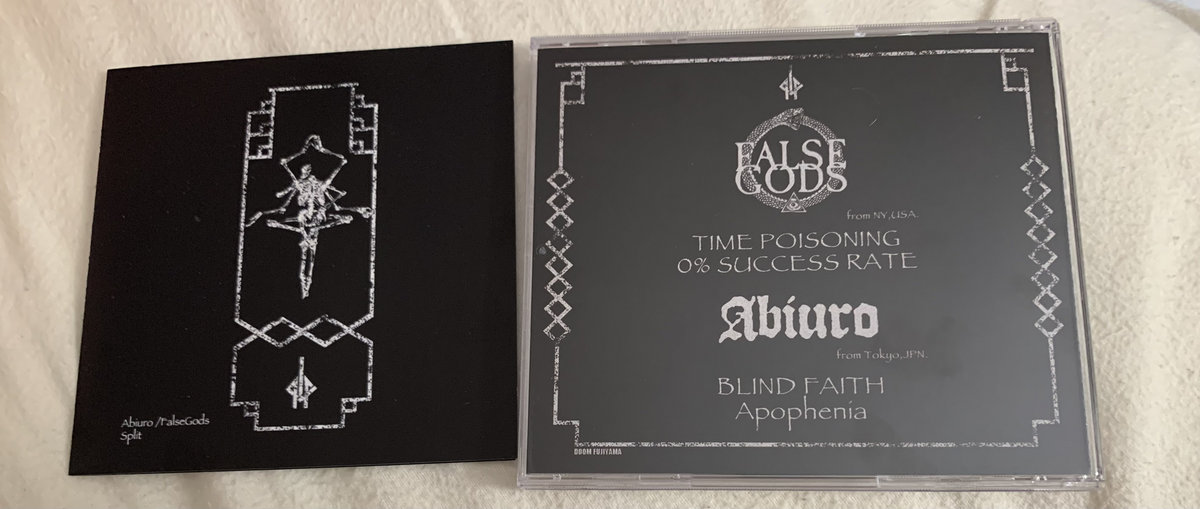 Abiuro /FalseGods
Split
FALSE
GODS
from NY,USA.
TIME POISONING
0% SUCCESS RATE
Abiuro
from Tokyo,JPN.
BLIND FAITH
Apophenia
DOOM FUJIYAMA